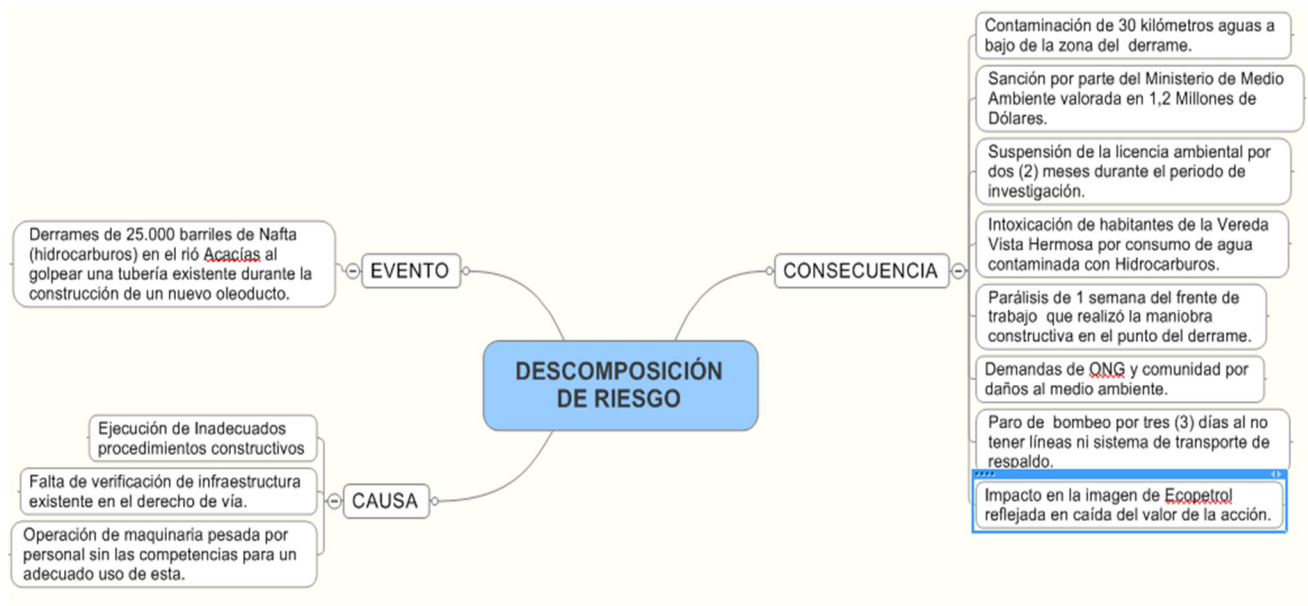 DESCOMPOSICIÓN
DE RIESGO
EVENTO
Derrames de 25.000 barriles de Nafta
(hidrocarburos) en el rió Acacías al
golpear una tubería existente durante la
construcción de un nuevo oleoducto.
CAUSA
Ejecución de Inadecuados
procedimientos constructivos
Falta de verificación de infraestructura
existente en el derecho de vía.
Operación de maquinaria pesada por
personal sin las competencias para un
adecuado uso de esta.
CONSECUENCIA
Contaminación de 30 kilómetros aguas a
bajo de la zona del derrame.
Sanción por parte del Ministerio de Medio
Ambiente valorada en 1,2 Millones de
Dólares.
Suspensión de la licencia ambiental por
dos (2) meses durante el periodo de
investigación.
Intoxicación de habitantes de la Vereda
Vista Hermosa por consumo de agua
contaminada con Hidrocarburos.
Parálisis de 1 semana del frente de
trabajo que realizó la maniobra
constructiva en el punto del derrame.
Demandas de ONG y comunidad por
daños al medio ambiente.
Paro de bombeo por tres (3) días al no
tener líneas ni sistema de transporte de
respaldo.
Impacto en la imagen de Ecopetrol
reflejada en caída del valor de la acción.